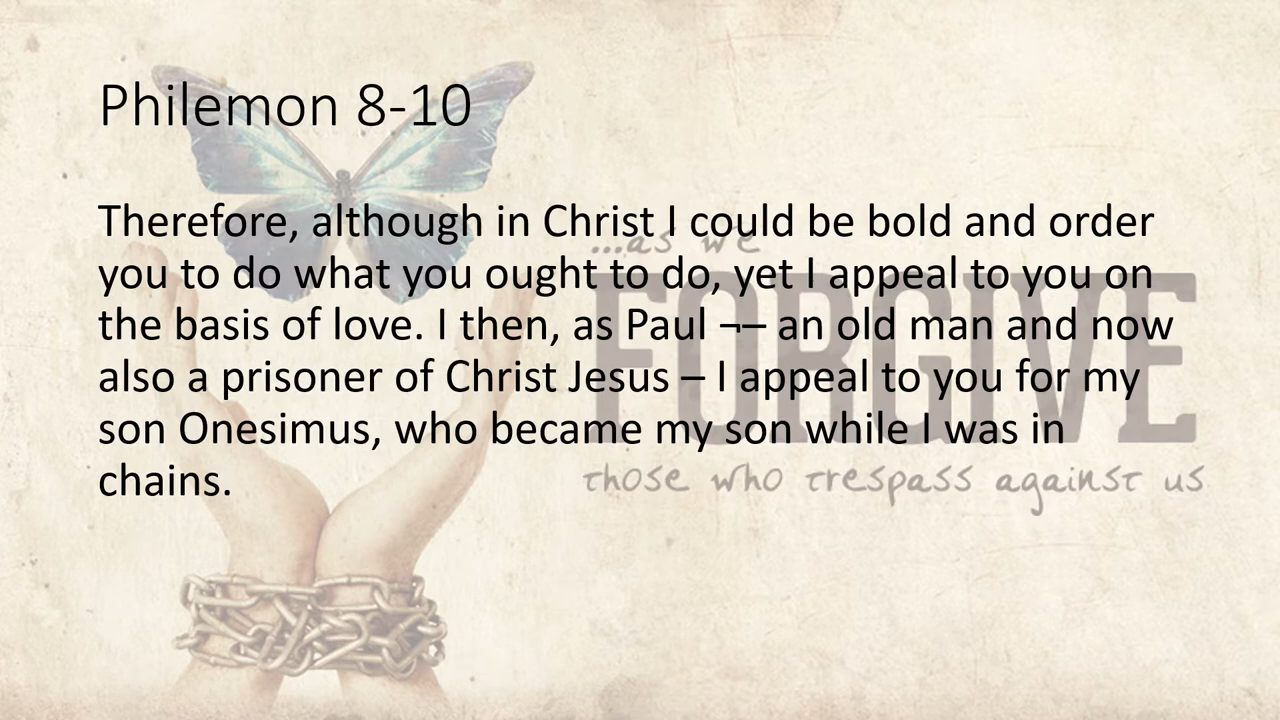 Philemon 8-10
Therefore, although in Christ I could be bold and order
you to do what you ought to do, yet I appeal to you on
the basis of love. I then, as Paul ¬– an old man and now
also a prisoner of Christ Jesus – I appeal to you for my
son Onesimus, who became my son while I was in
chains.
...as we
FORGIVE
those who trespass against us